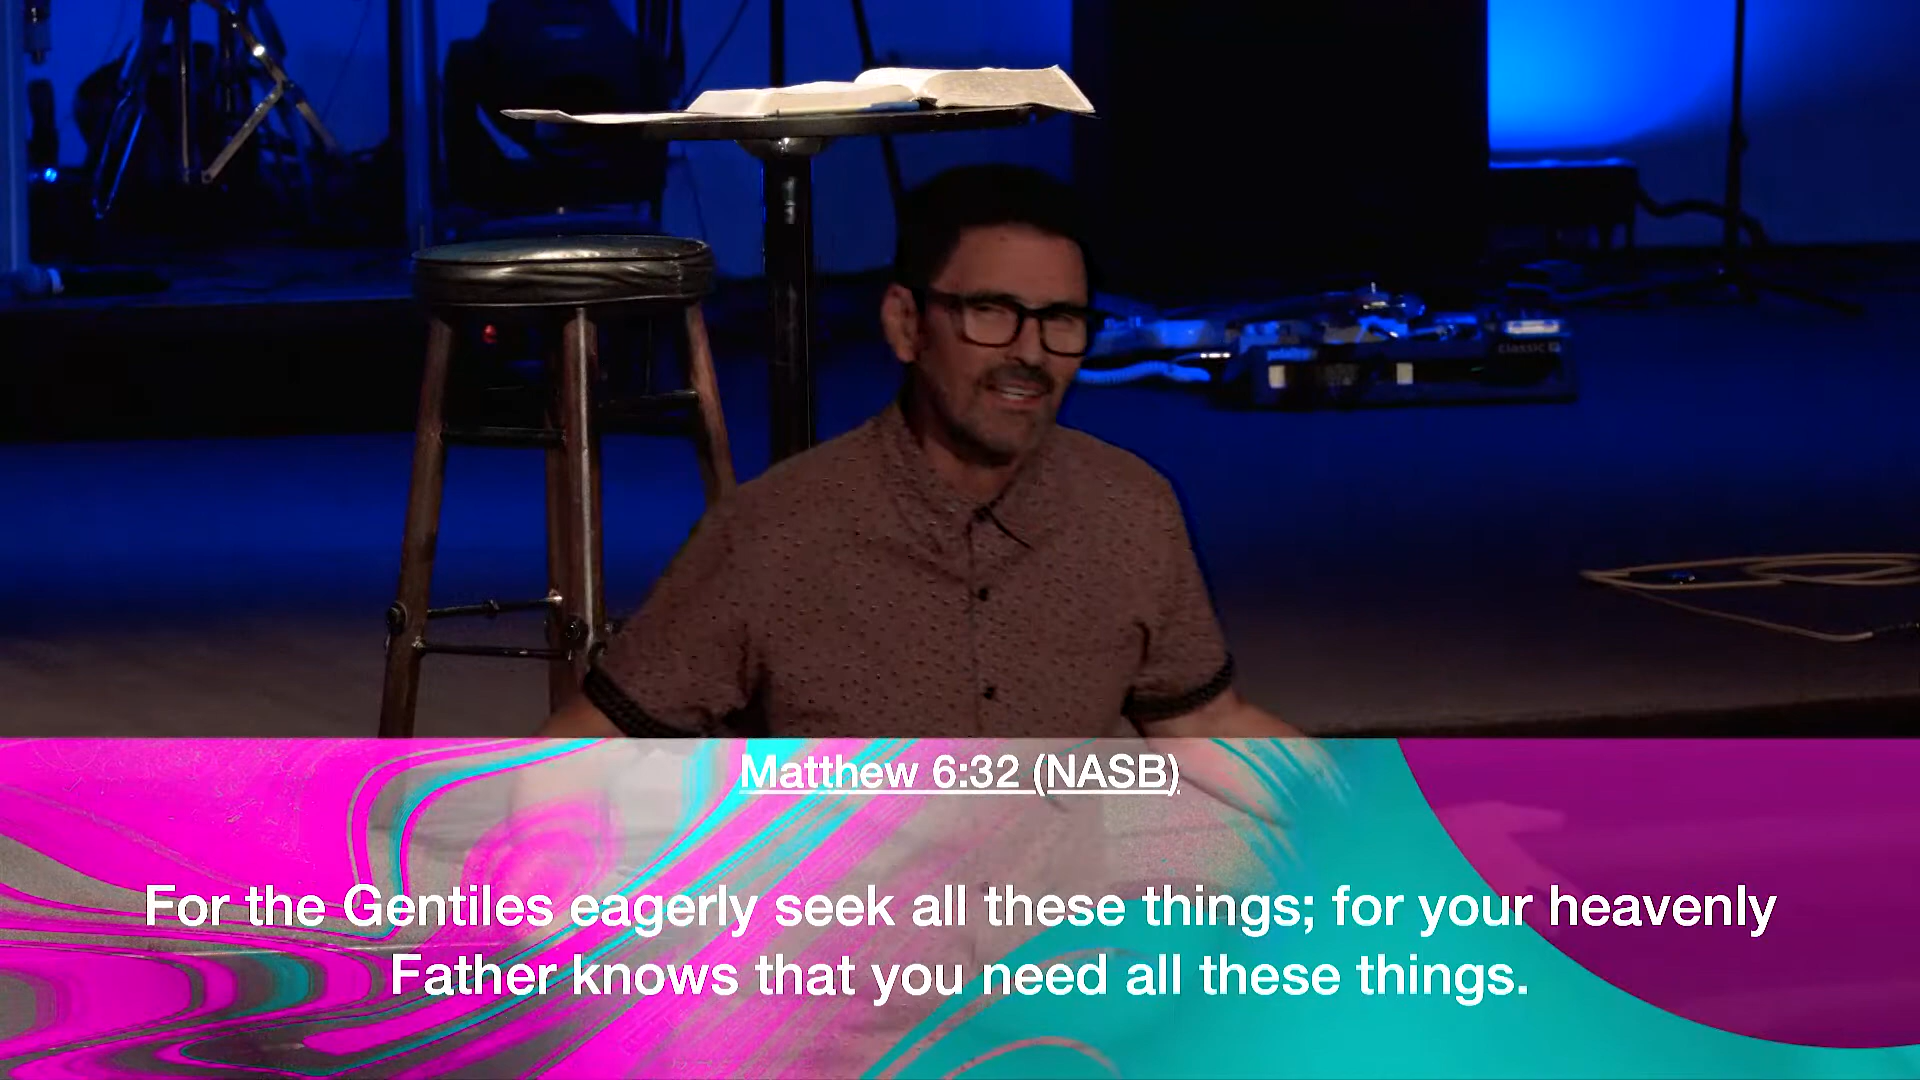 classic
Matthew 6:32 (NASB)
For the Gentiles eagerly seek all these things; for your heavenly
Father knows that you need all these things.